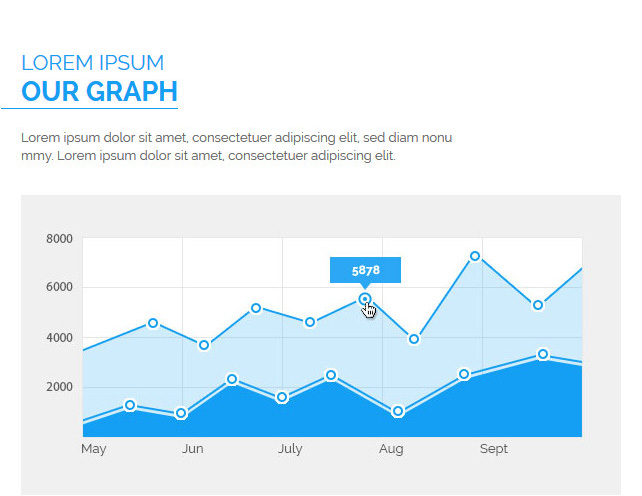 LOREM IPSUM
OUR GRAPH
Lorem ipsum dolor sit amet, consectetuer adipiscing elit, sed diam nonu
mmy. Lorem ipsum dolor sit amet, consectetuer adipiscing elit.
8000
5878
6000
4000
2000
May Jun July Aug Sept